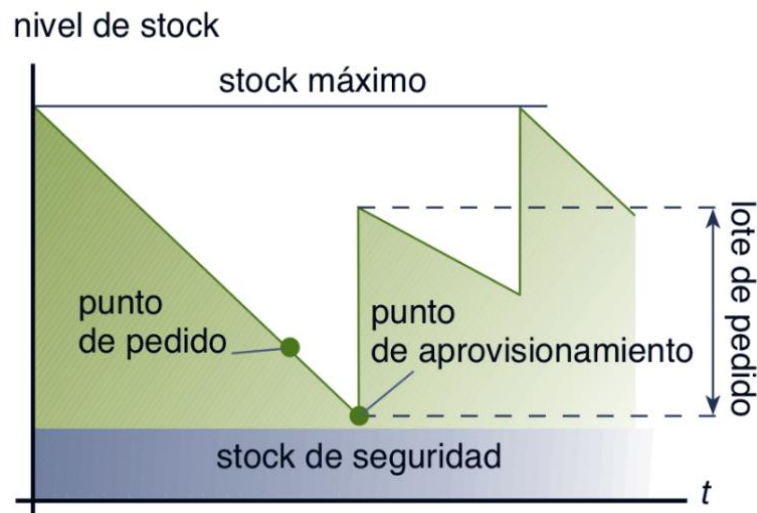 nivel de stock
stock máximo
lote de pedido
punto
de pedido
punto
de aprovisionamiento
stock de seguridad
t